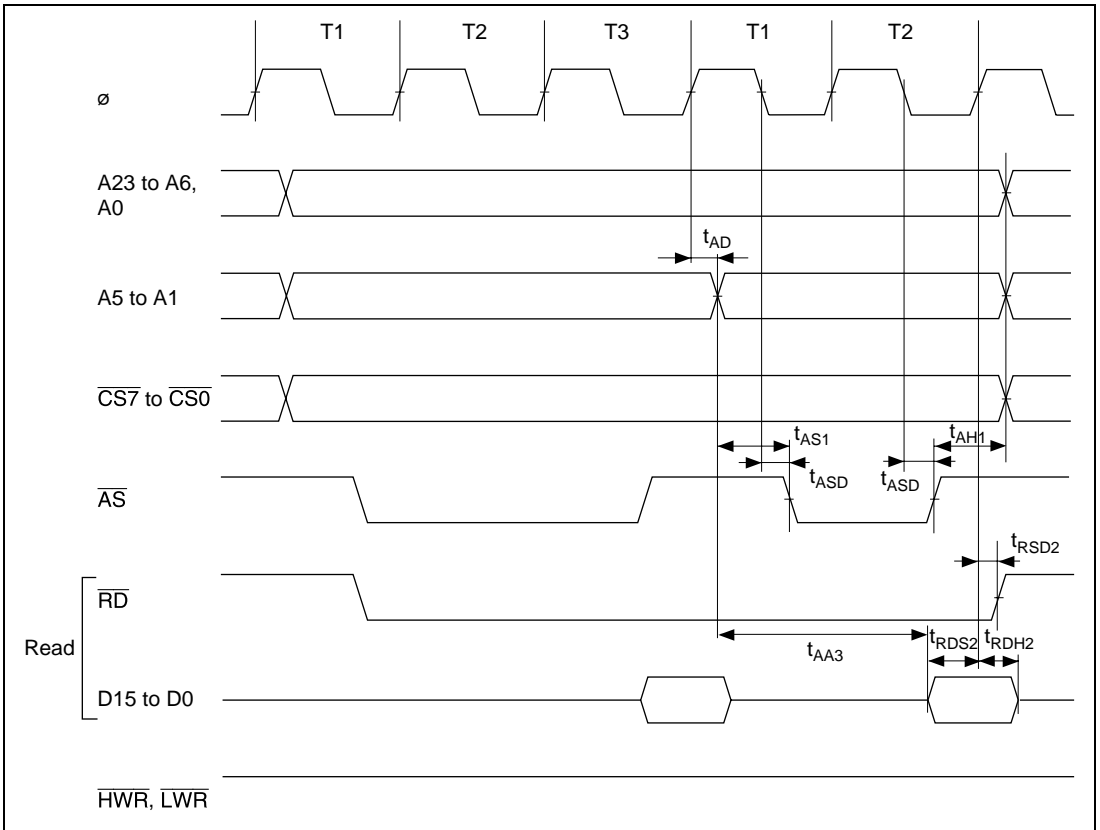 T1 T2 T3 T1 T2
ø
A23 to A6,
A0
tAD
A5 to A1
CS7 to CS0
tAS1 tAH1
tASD tASD
AS
tRSD2
RD
Read
tAA3 tRDS2 tRDH2
D15 to D0
HWR, LWR